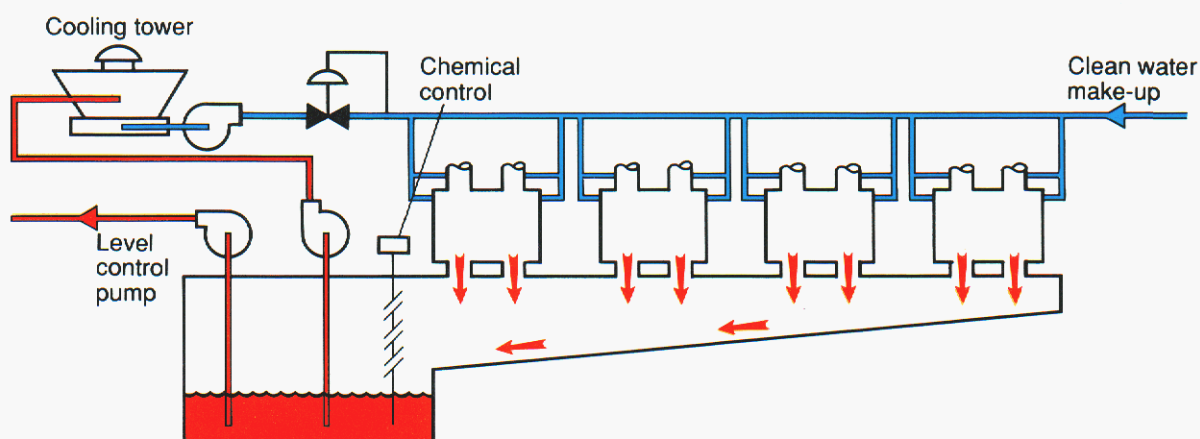 Cooling tower
Chemical
control
Clean water
make-up
Level
control
pump